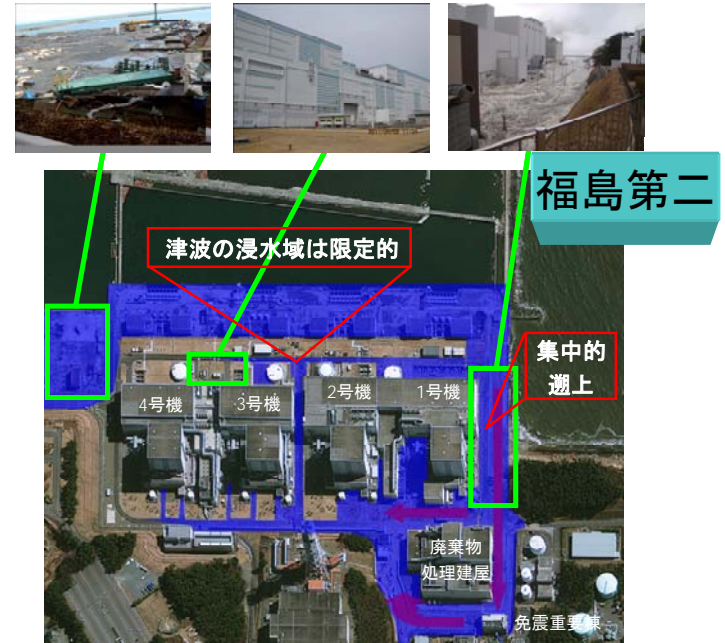 福島第二
津波の浸水域は限定的
集中的
遡上
4号機
3号機
2号機
1号機
廃棄物
処理建屋
免震重要棟